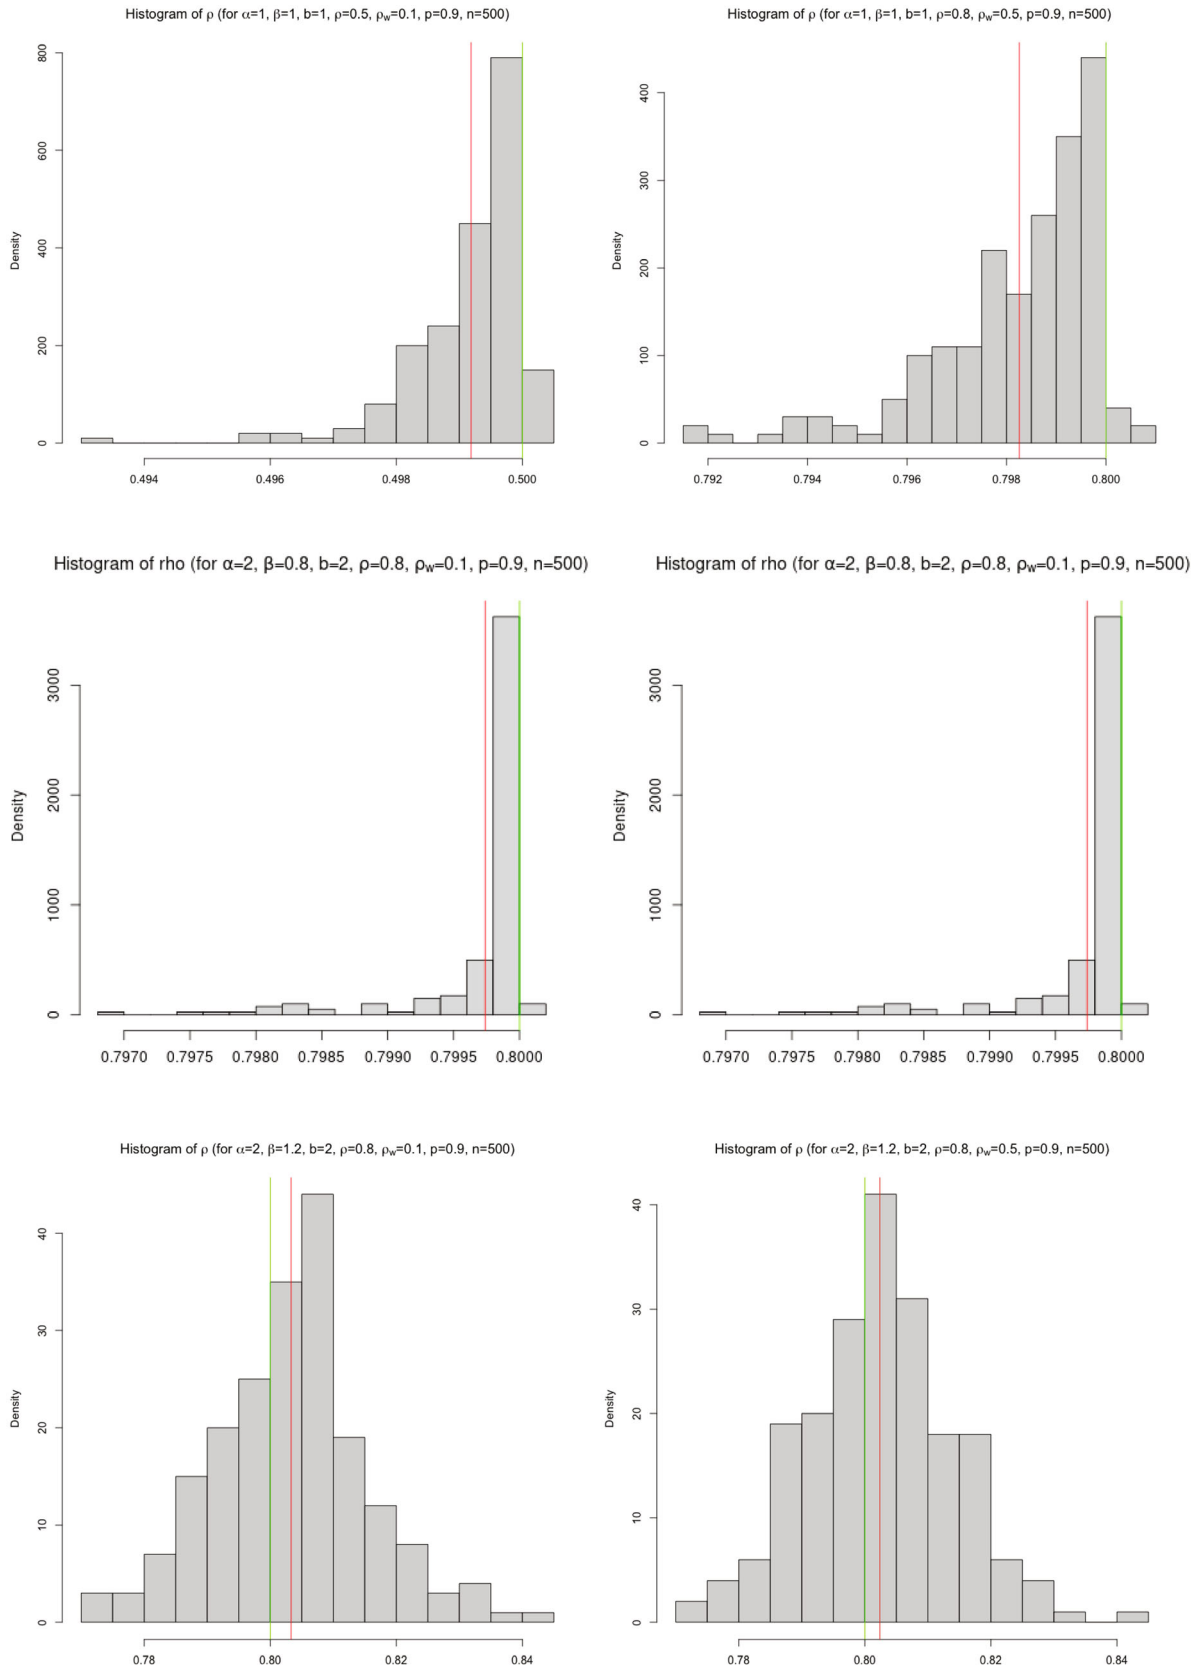 Histogram of ρ (for α=1, β=1, b=1, ρ=0.5, ρw=0.1, p=0.9, n=500)
Density
0 200 400 600 800
0.494 0.496 0.498 0.500
Histogram of ρ (for α=1, β=1, b=1, ρ=0.8, ρw=0.5, p=0.9, n=500)
Density
0 100 200 300 400
0.792 0.794 0.796 0.798 0.800
Histogram of rho (for α=2, β=0.8, b=2, ρ=0.8, ρw=0.1, p=0.9, n=500)
Density
0 1000 2000 3000
0.7970 0.7975 0.7980 0.7985 0.7990 0.7995 0.8000
Histogram of rho (for α=2, β=0.8, b=2, ρ=0.8, ρw=0.1, p=0.9, n=500)
Density
0 1000 2000 3000
0.7970 0.7975 0.7980 0.7985 0.7990 0.7995 0.8000
Histogram of ρ (for α=2, β=1.2, b=2, ρ=0.8, ρw=0.1, p=0.9, n=500)
Density
0 10 20 30 40
0.78 0.80 0.82 0.84
Histogram of ρ (for α=2, β=1.2, b=2, ρ=0.8, ρw=0.5, p=0.9, n=500)
Density
0 10 20 30 40
0.78 0.80 0.82 0.84